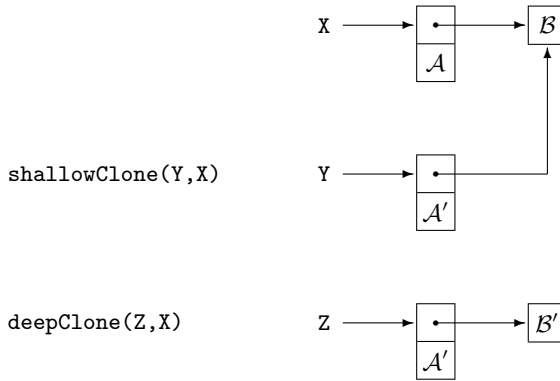 X 𝓑
𝓐
shallowClone(Y,X) Y
𝓐′
deepClone(Z,X) Z 𝓑′
𝓐′